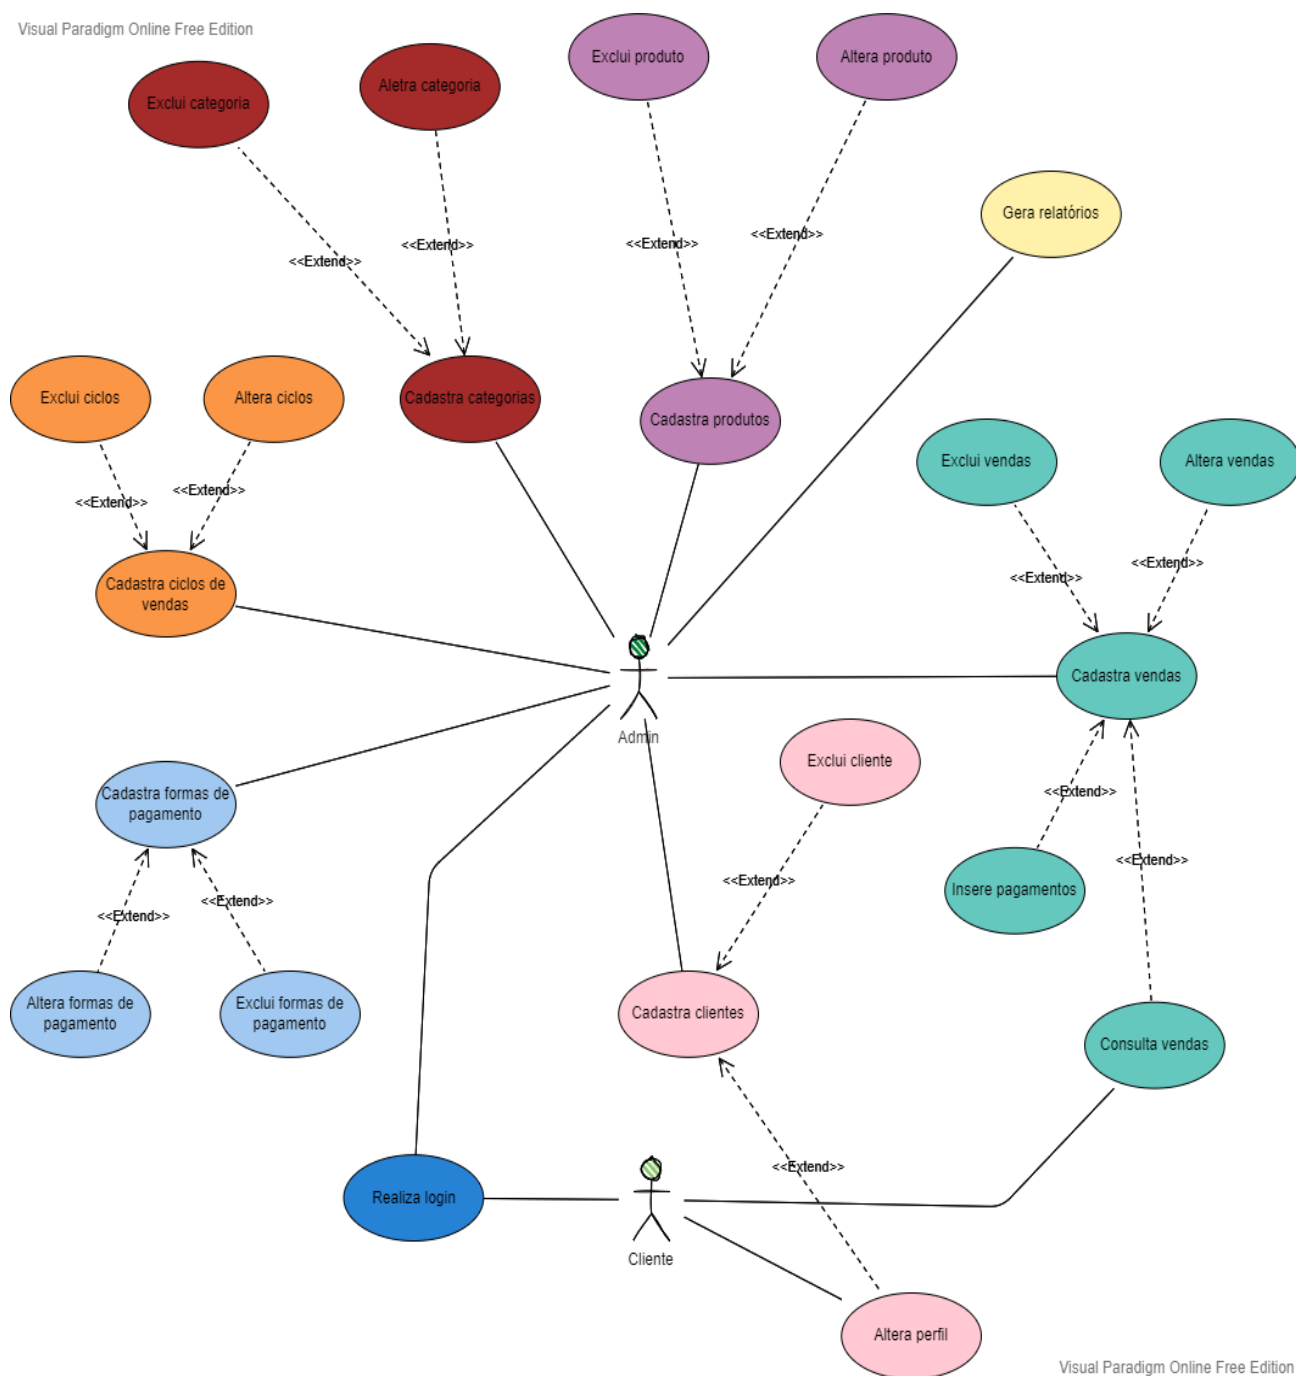 Visual Paradigm Online Free Edition
Exclui produto
Altera produto
Aletra categoria
Exclui categoria
Gera relatórios
<<Extend>>
<<Extend>>
<<Extend>>
<<Extend>>
Exclui ciclos
Altera ciclos
Cadastra categorias
Cadastra produtos
Exclui vendas
Altera vendas
<<Extend>>
<<Extend>>
<<Extend>>
<<Extend>>
Cadastra ciclos de
vendas
Cadastra vendas
Admin
Exclui cliente
Cadastra formas de
pagamento
<<Extend>>
<<Extend>>
<<Extend>>
Insere pagamentos
<<Extend>>
<<Extend>>
Altera formas de
pagamento
Exclui formas de
pagamento
Cadastra clientes
Consulta vendas
<<Extend>>
Realiza login
Cliente
Altera perfil
Visual Paradigm Online Free Edition